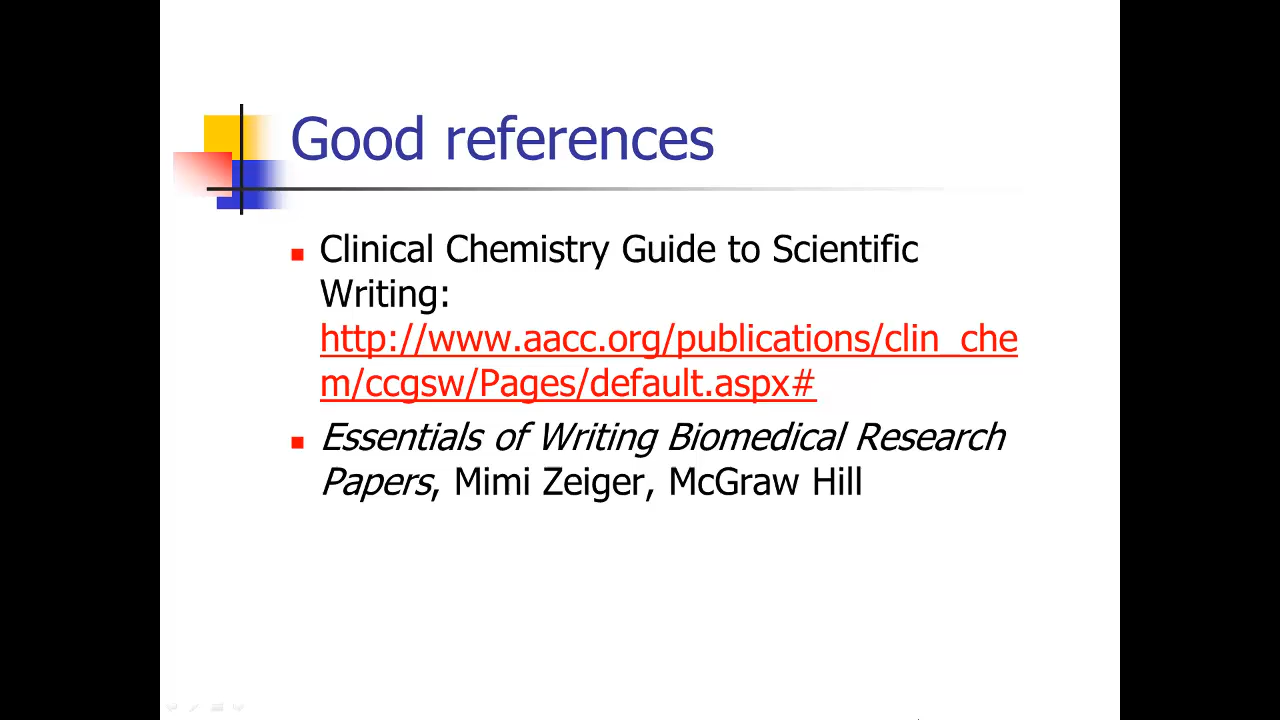 Good references
Clinical Chemistry Guide to Scientific
Writing:
http://www.aacc.org/publications/clin_che
m/ccgsw/Pages/default.aspx#
Essentials of Writing Biomedical Research
Papers, Mimi Zeiger, McGraw Hill